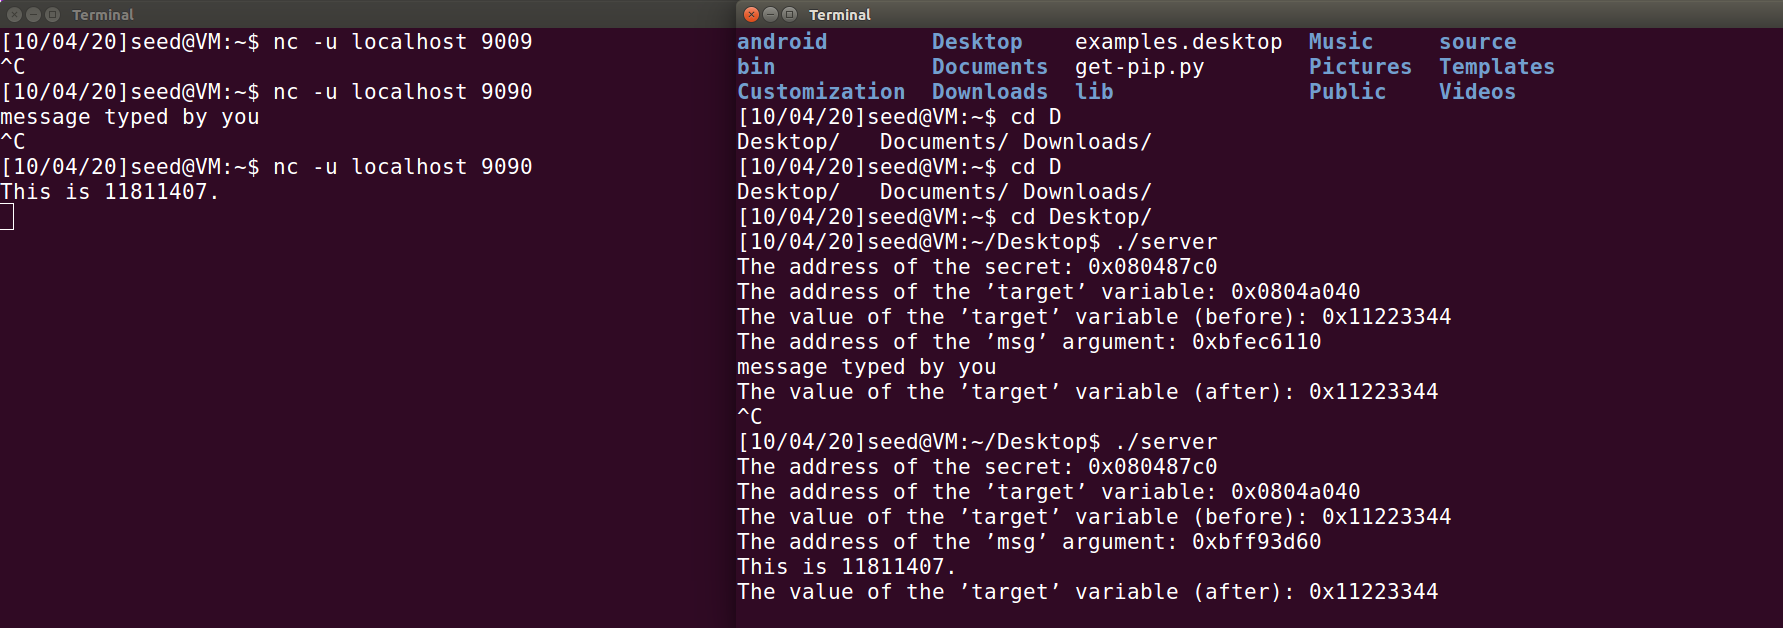 Terminal
[10/04/20]seed@VM:~$ nc -u localhost 9009
^C
[10/04/20]seed@VM:~$ nc -u localhost 9090
message typed by you
^C
[10/04/20]seed@VM:~$ nc -u localhost 9090
This is 11811407.
Terminal
android Desktop examples.desktop Music source
bin Documents get-pip.py Pictures Templates
Customization Downloads lib Public Videos
[10/04/20]seed@VM:~$ cd D
Desktop/ Documents/ Downloads/
[10/04/20]seed@VM:~$ cd D
Desktop/ Documents/ Downloads/
[10/04/20]seed@VM:~$ cd Desktop/
[10/04/20]seed@VM:~/Desktop$ ./server
The address of the secret: 0x080487c0
The address of the ’target’ variable: 0x0804a040
The value of the ’target’ variable (before): 0x11223344
The address of the ’msg’ argument: 0xbfec6110
message typed by you
The value of the ’target’ variable (after): 0x11223344
^C
[10/04/20]seed@VM:~/Desktop$ ./server
The address of the secret: 0x080487c0
The address of the ’target’ variable: 0x0804a040
The value of the ’target’ variable (before): 0x11223344
The address of the ’msg’ argument: 0xbff93d60
This is 11811407.
The value of the ’target’ variable (after): 0x11223344